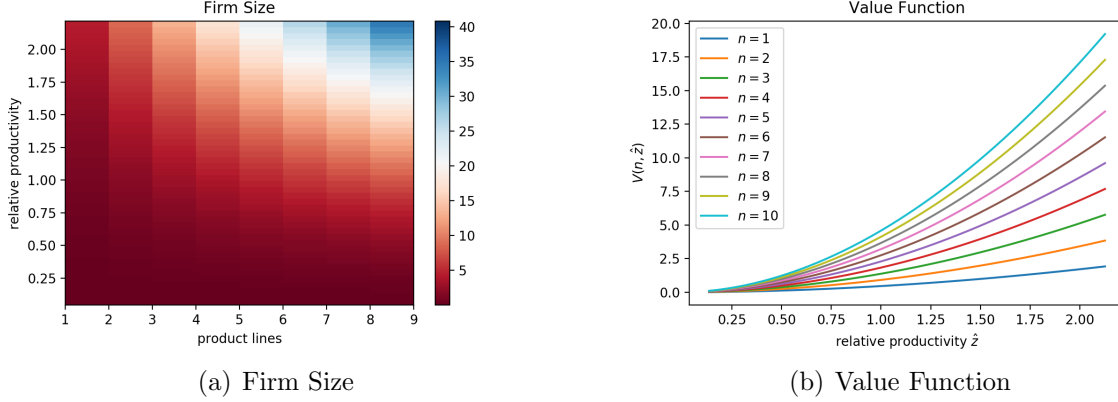 Firm Size
relative productivity
2.00
1.75
1.50
1.25
1.00
0.75
0.50
0.25
1 2 3 4 5 6 7 8 9
product lines
40
35
30
25
20
15
10
5
(a) Firm Size
Value Function
V(n, ẑ)
20.0
17.5
15.0
12.5
10.0
7.5
5.0
2.5
0.0
n = 1
n = 2
n = 3
n = 4
n = 5
n = 6
n = 7
n = 8
n = 9
n = 10
0.25 0.50 0.75 1.00 1.25 1.50 1.75 2.00
relative productivity ẑ
(b) Value Function